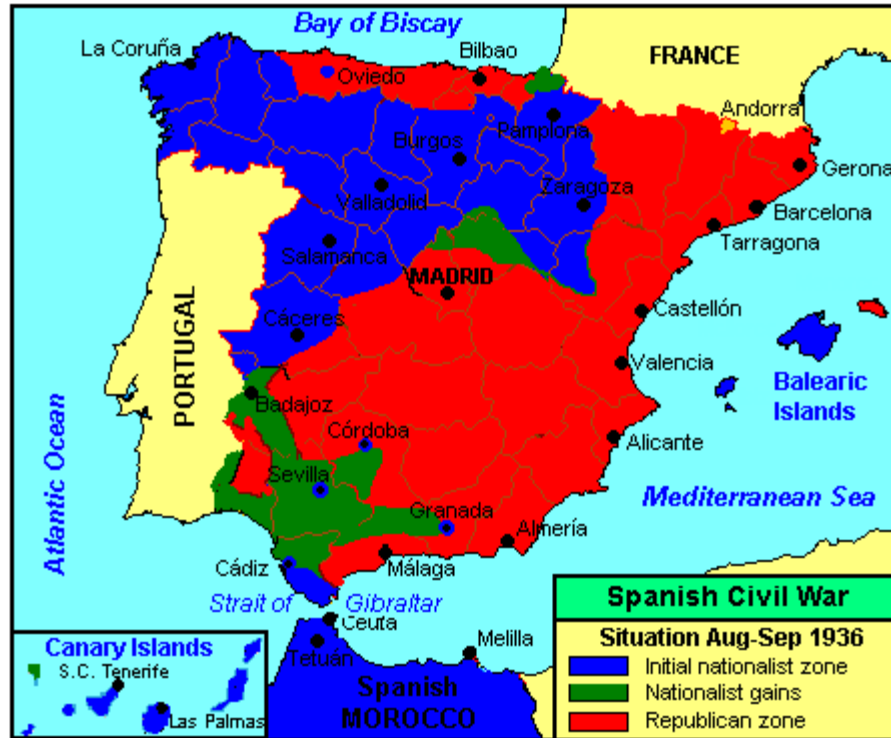 Bay of Biscay
La Coruña
Bilbao
FRANCE
Oviedo
Andorra
Pamplona
Burgos
Gerona
Zaragoza
Valladolid
Barcelona
Tarragona
Salamanca
MADRID
Castellón
Cáceres
PORTUGAL
Valencia
Balearic
Islands
Badajoz
Atlantic Ocean
Córdoba
Alicante
Sevilla
Mediterranean Sea
Granada
Almería
Cádiz
Málaga
Strait of Gibraltar
Ceuta
Tetuán
Melilla
Spanish
MOROCCO
Canary Islands
S.C. Tenerife
Las Palmas
Spanish Civil War
Situation Aug-Sep 1936
Initial nationalist zone
Nationalist gains
Republican zone